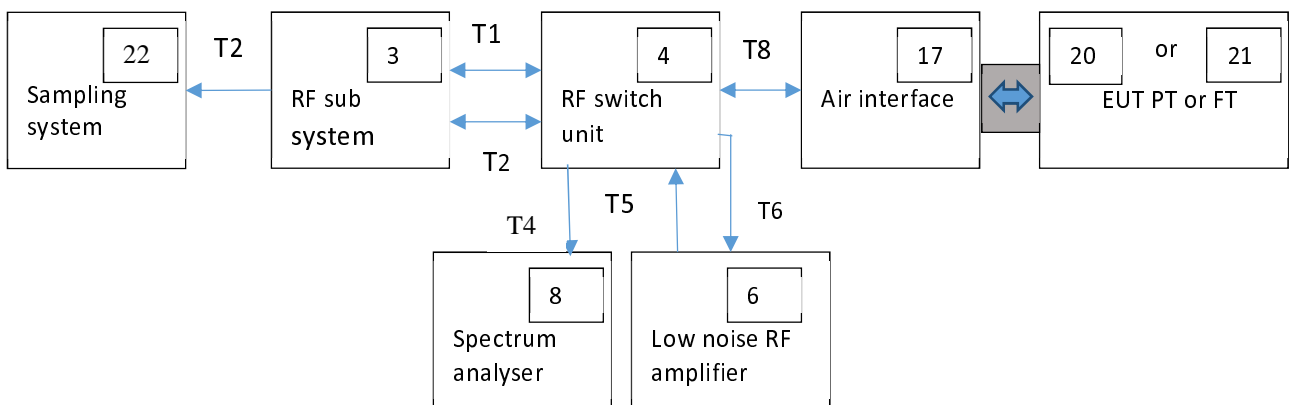 22
Sampling
system
T2
3
RF sub
system
T1
T2
4
RF switch
unit
T8
17
Air interface
20
or
21
EUT PT or FT
T4
T5
T6
8
Spectrum
analyser
6
Low noise RF
amplifier